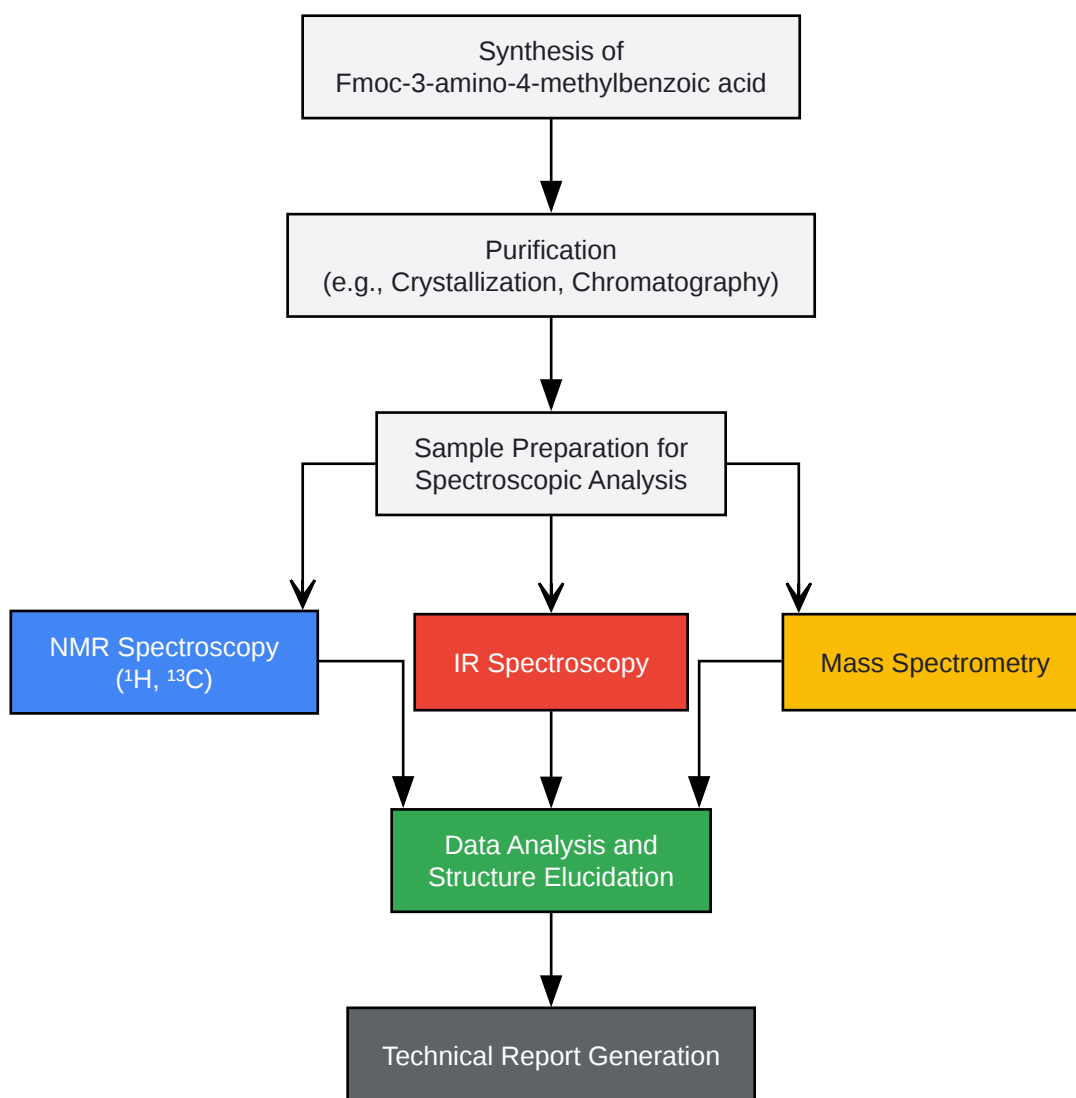 Synthesis of
Fmoc-3-amino-4-methylbenzoic acid
Purification
(e.g., Crystallization, Chromatography)
Sample Preparation for
Spectroscopic Analysis
NMR Spectroscopy
(¹H, ¹³C)
IR Spectroscopy
Mass Spectrometry
Data Analysis and
Structure Elucidation
Technical Report Generation